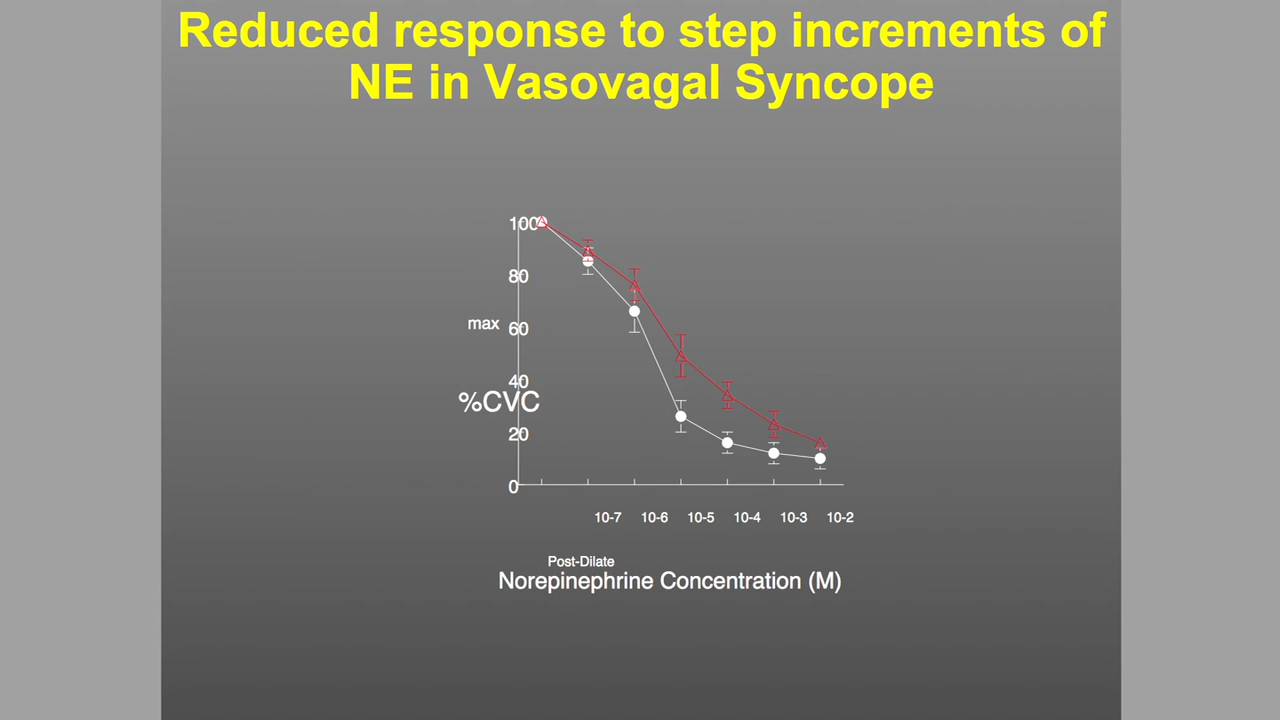 Reduced response to step increments of
NE in Vasovagal Syncope
100
80
max
60
40
%CVC
20
0
10-7 10-6 10-5 10-4 10-3 10-2
Post-Dilate
Norepinephrine Concentration (M)